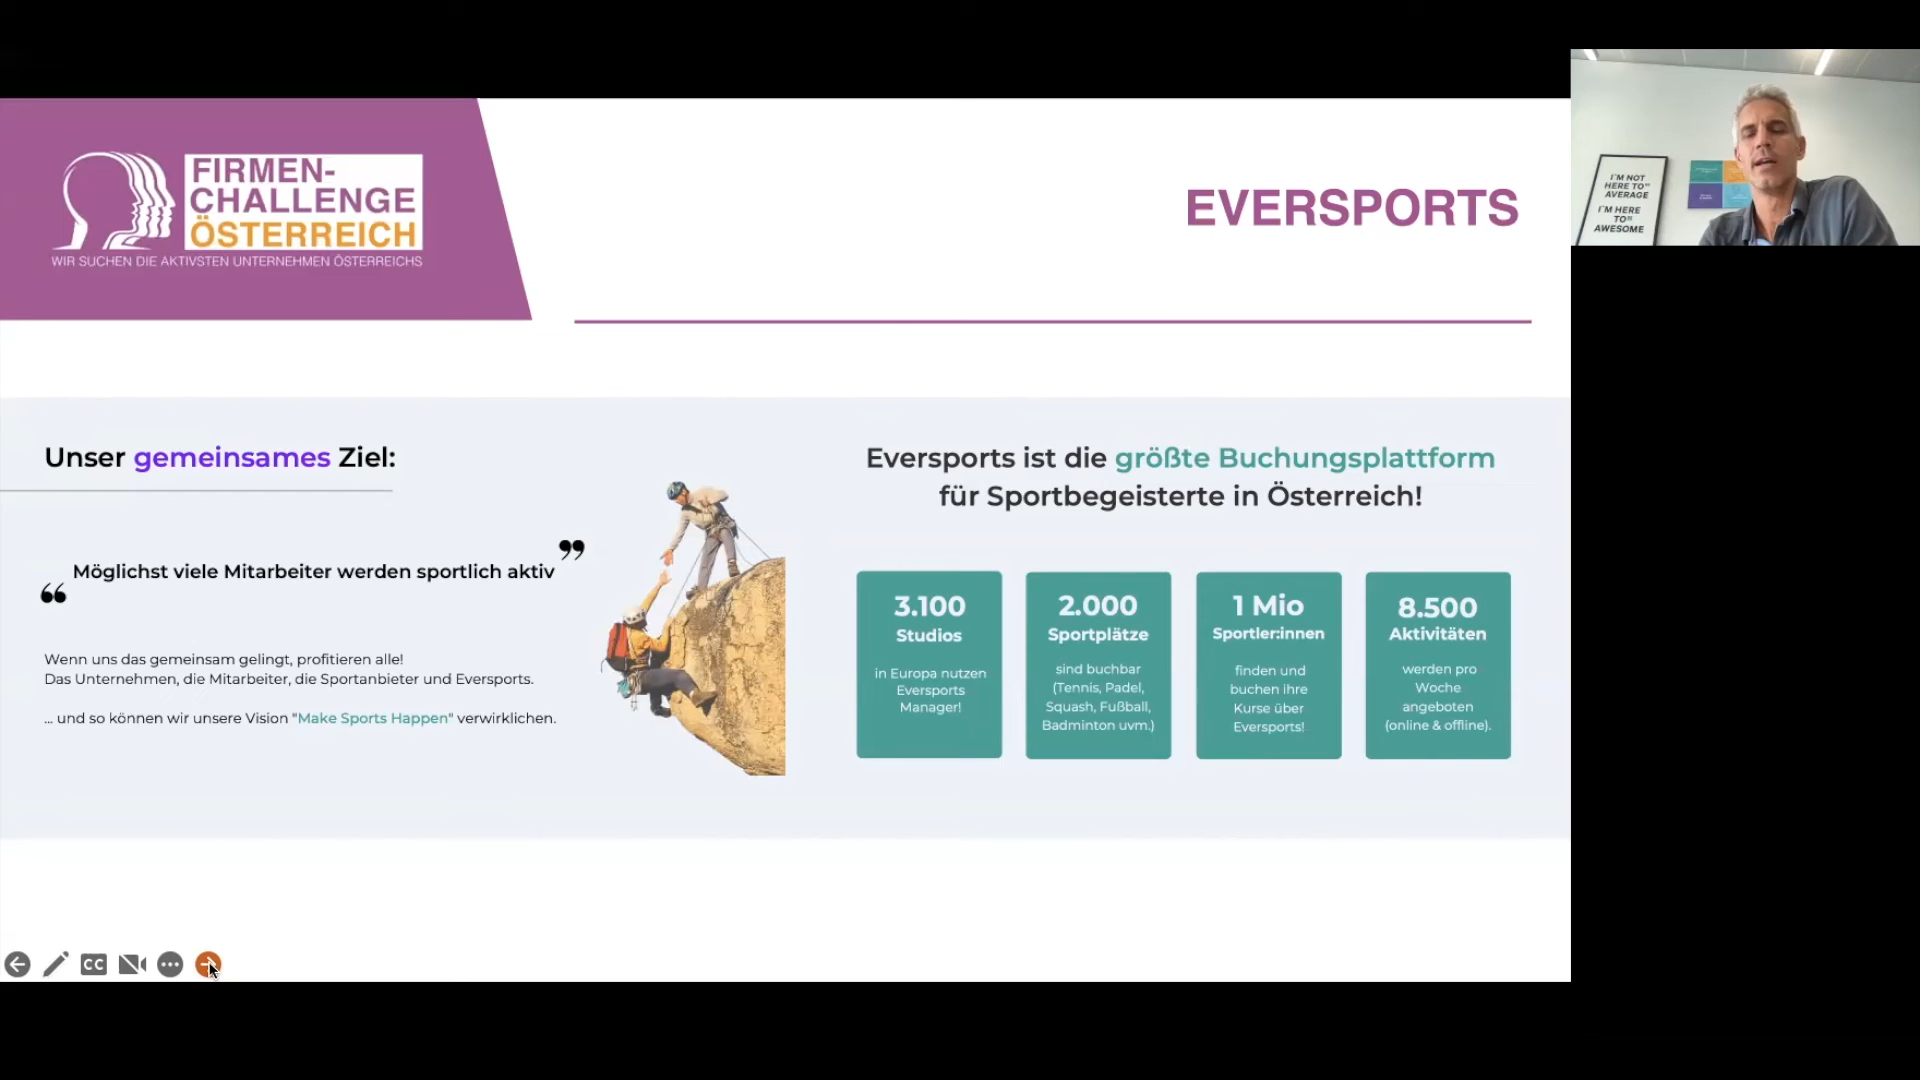 FIRMEN-
CHALLENGE
ÖSTERREICH
WIR SUCHEN DIE AKTIVSTEN UNTERNEHMEN ÖSTERREICHS
EVERSPORTS
Unser gemeinsames Ziel:
❝ Möglichst viele Mitarbeiter werden sportlich aktiv ❞
Wenn uns das gemeinsam gelingt, profitieren alle!
Das Unternehmen, die Mitarbeiter, die Sportanbieter und Eversports.
... und so können wir unsere Vision "Make Sports Happen" verwirklichen.
Eversports ist die größte Buchungsplattform
für Sportbegeisterte in Österreich!
3.100
Studios
in Europa nutzen
Eversports
Manager!
2.000
Sportplätze
sind buchbar
(Tennis, Padel,
Squash, Fußball,
Badminton uvm.)
1 Mio
Sportler:innen
finden und
buchen ihre
Kurse über
Eversports!
8.500
Aktivitäten
werden pro
Woche
angeboten
(online & offline).
CC
I'M NOT
HERE TO"
AVERAGE
I'M HERE
TO"
AWESOME